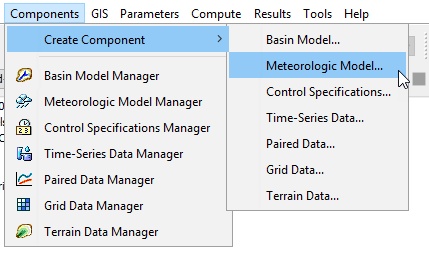 Components GIS Parameters Compute Results Tools Help
Create Component
Basin Model Manager
Meteorologic Model Manager
Control Specifications Manager
Time-Series Data Manager
Paired Data Manager
Grid Data Manager
Terrain Data Manager
Basin Model...
Meteorologic Model...
Control Specifications...
Time-Series Data...
Paired Data...
Grid Data...
Terrain Data...